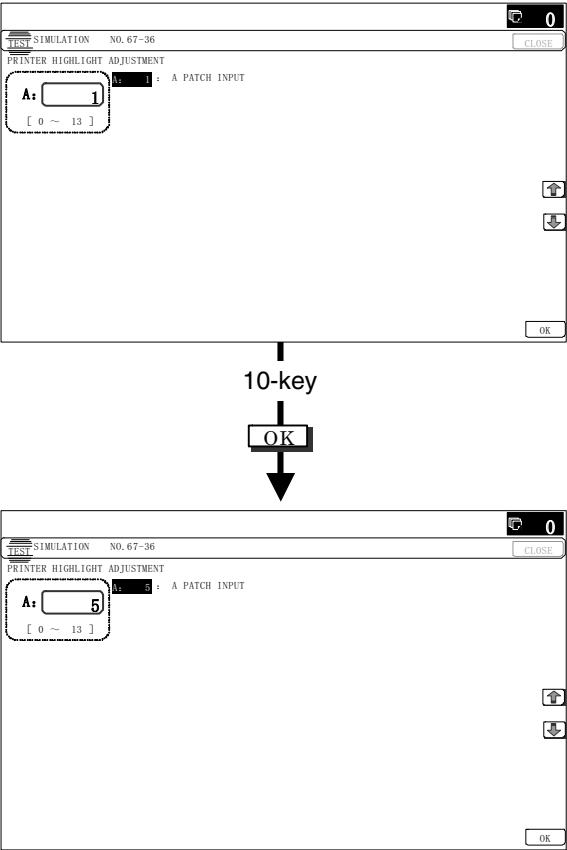 0
TEST SIMULATION NO.67-36
CLOSE
PRINTER HIGHLIGHT ADJUSTMENT
A: 1
[ 0 ～ 13 ]
A: 1 : A PATCH INPUT
OK
10-key
OK
0
TEST SIMULATION NO.67-36
CLOSE
PRINTER HIGHLIGHT ADJUSTMENT
A: 5
[ 0 ～ 13 ]
A: 5 : A PATCH INPUT
OK